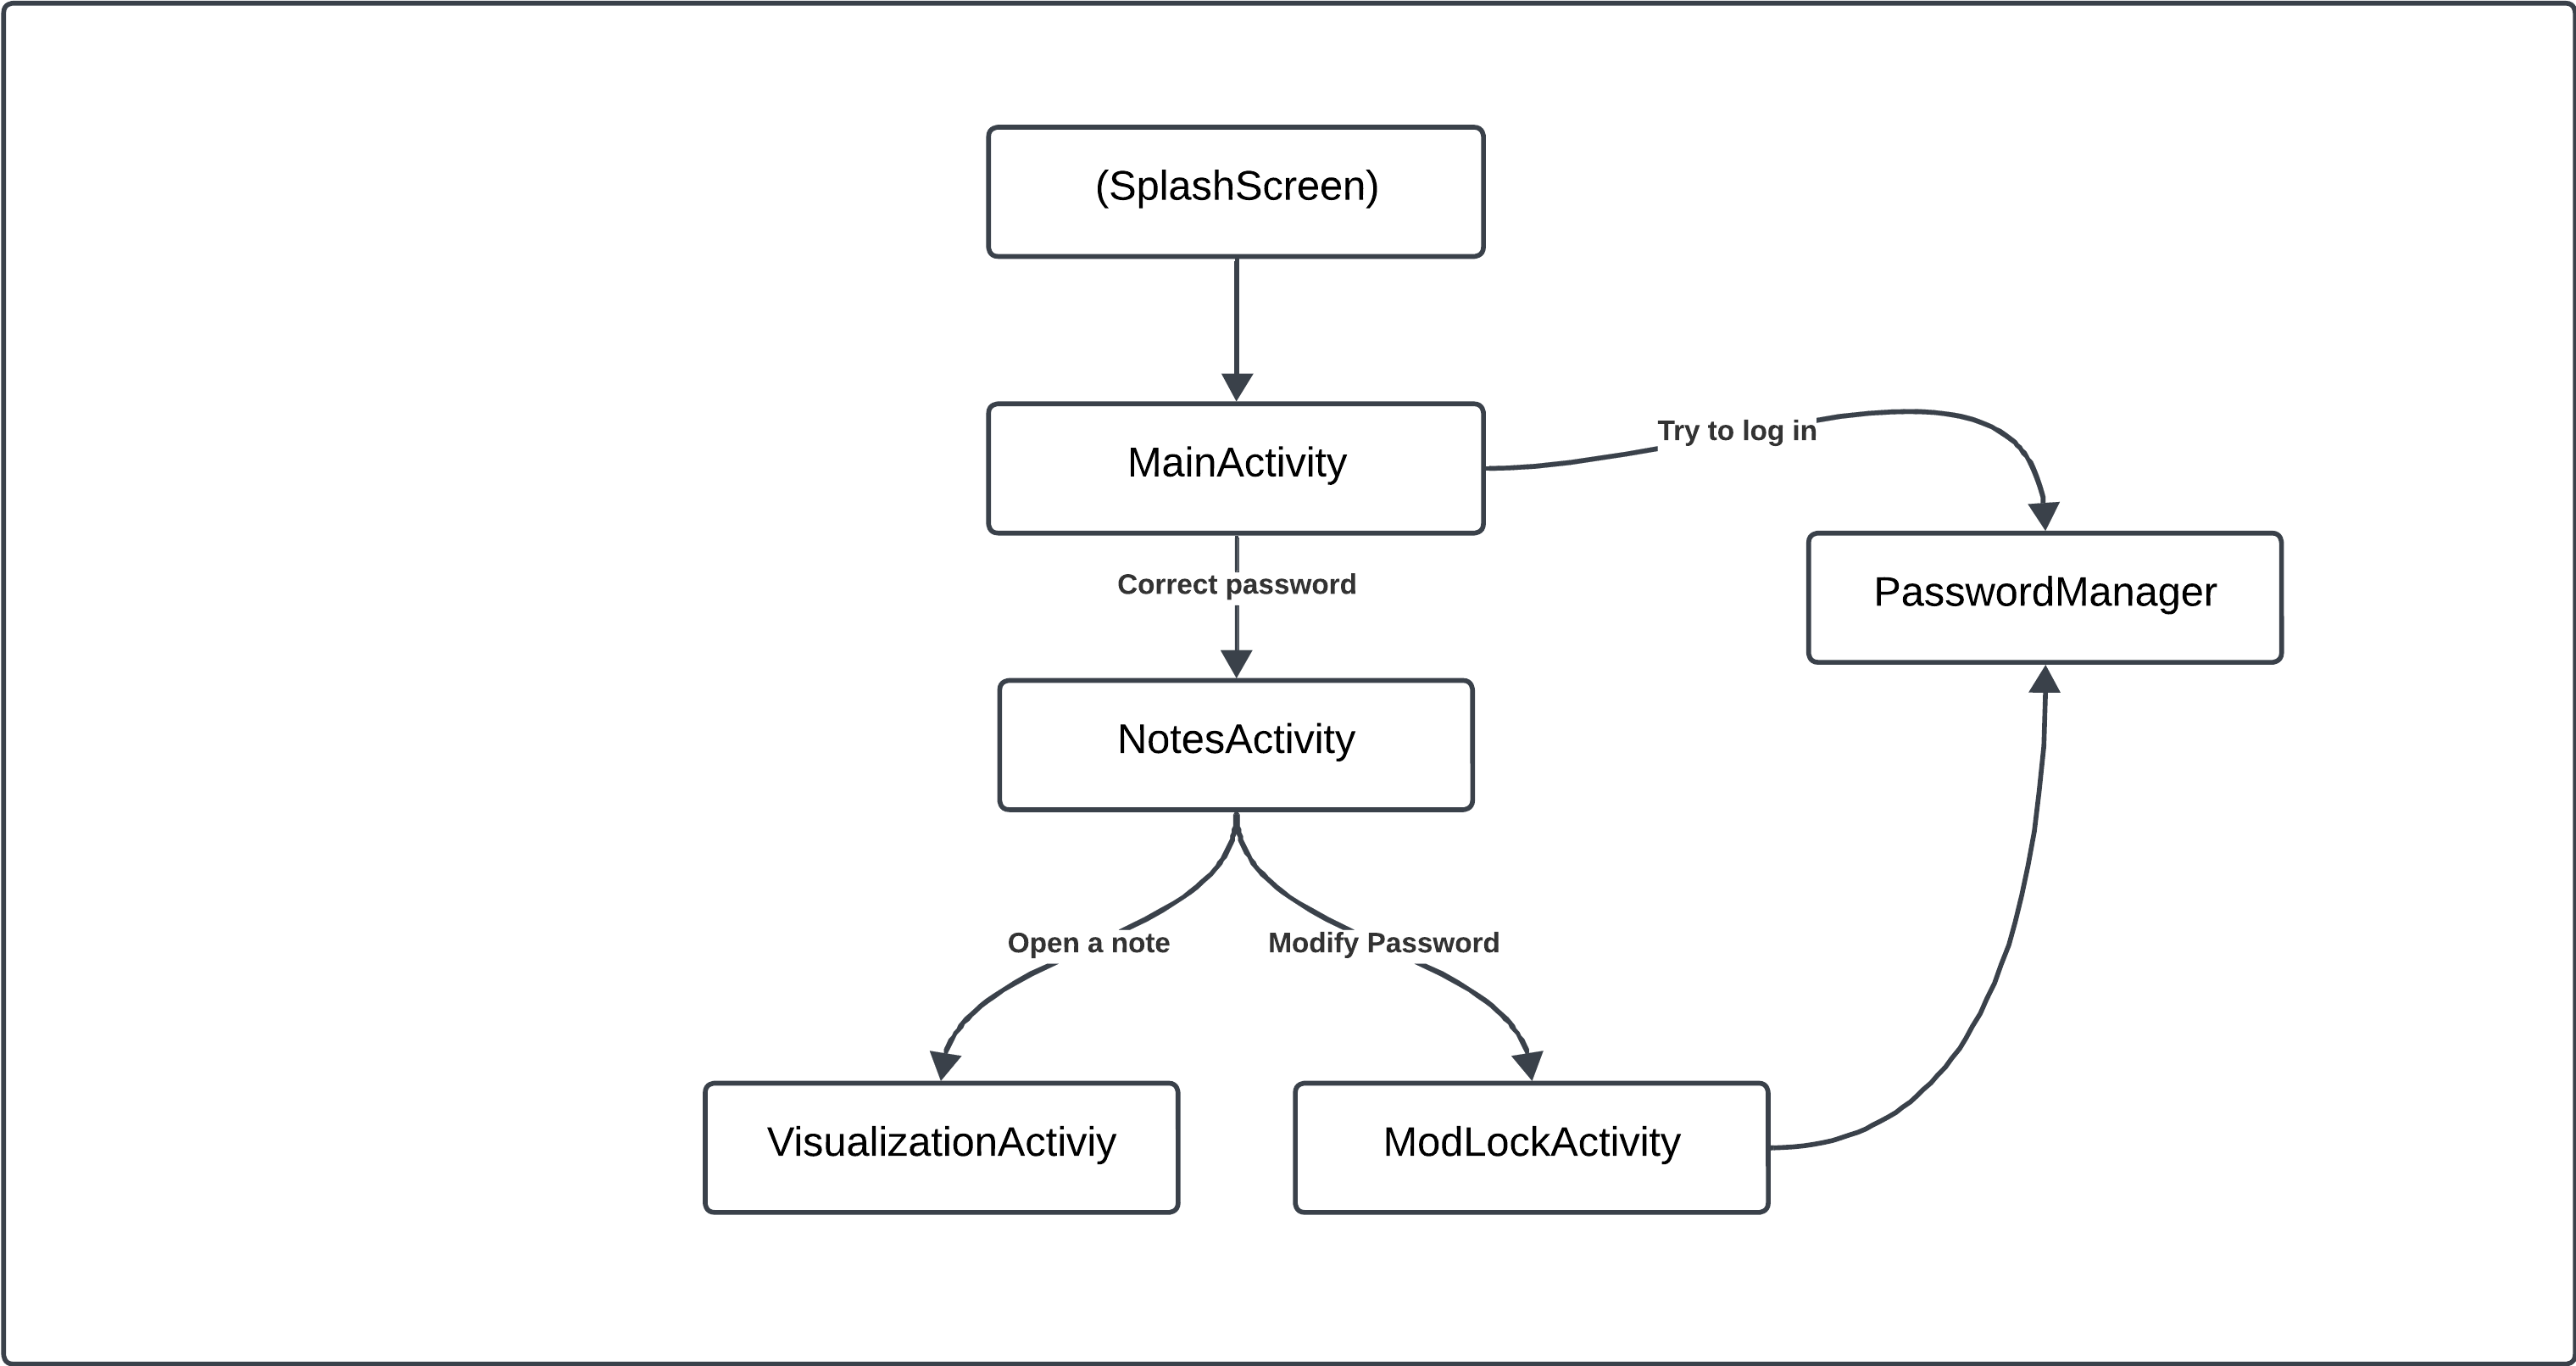 (SplashScreen)
MainActivity
Try to log in
Correct password
PasswordManager
NotesActivity
Open a note
Modify Password
VisualizationActiviy
ModLockActivity